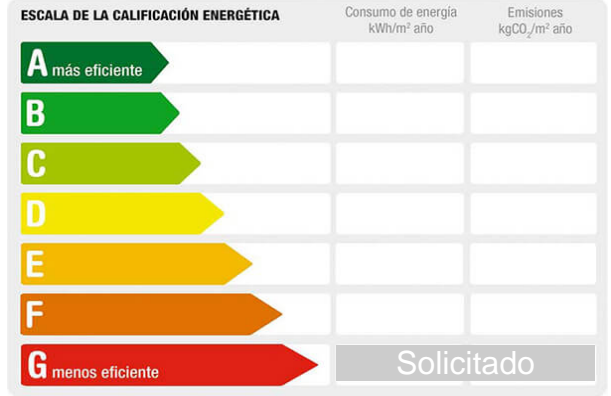 ESCALA DE LA CALIFICACIÓN ENERGÉTICA
Consumo de energía
kWh/m² año
Emisiones
kgCO₂/m² año
A más eficiente
B
C
D
E
F
G menos eficiente
Solicitado